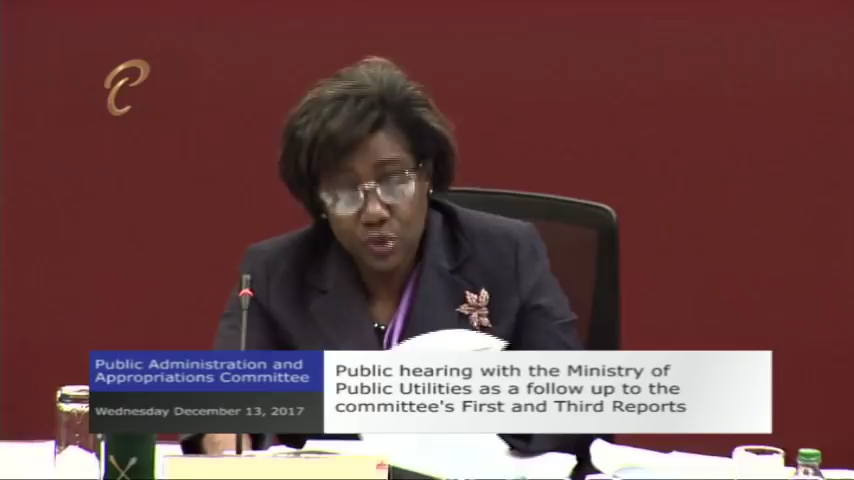 Public Administration and
Appropriations Committee
Wednesday December 13, 2017
Public hearing with the Ministry of
Public Utilities as a follow up to the
committee's First and Third Reports